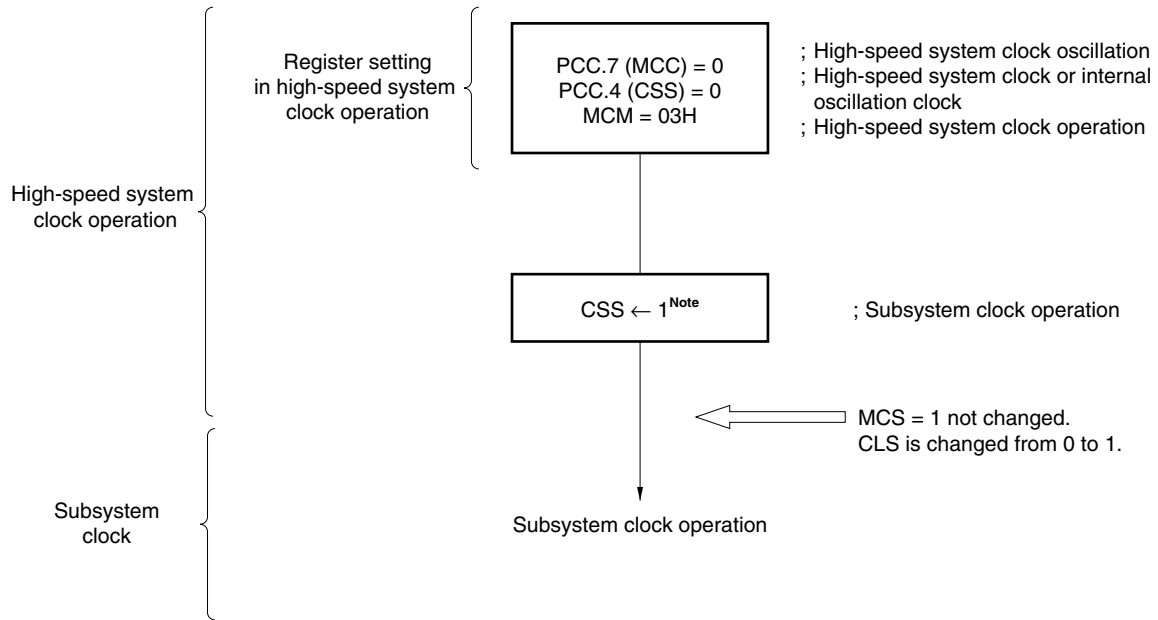 Register setting
in high-speed system
clock operation
PCC.7 (MCC) = 0
PCC.4 (CSS) = 0
MCM = 03H
; High-speed system clock oscillation
; High-speed system clock or internal
oscillation clock
; High-speed system clock operation
High-speed system
clock operation
CSS ← 1Note
; Subsystem clock operation
MCS = 1 not changed.
CLS is changed from 0 to 1.
Subsystem
clock
Subsystem clock operation